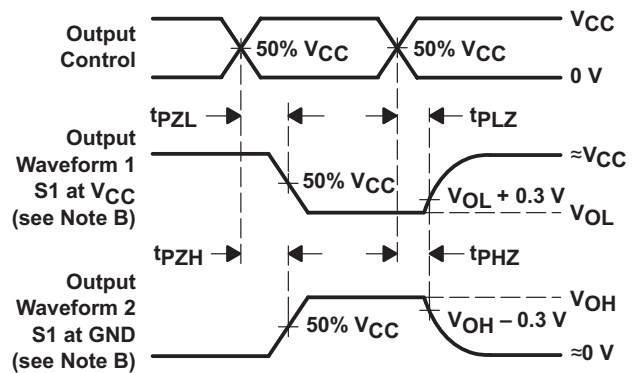 Output
Control
50% VCC
50% VCC
VCC
0 V
tPZL
tPLZ
Output
Waveform 1
S1 at VCC
(see Note B)
50% VCC
≈VCC
VOL + 0.3 V
VOL
tPZH
tPHZ
Output
Waveform 2
S1 at GND
(see Note B)
50% VCC
VOH
VOH – 0.3 V
≈0 V